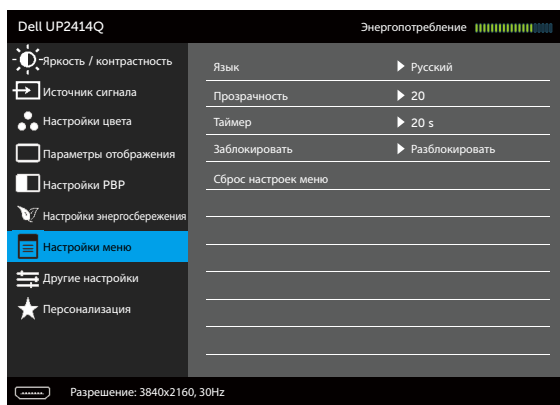 Dell UP2414Q Энергопотребление
Яркость / контрастность
Источник сигнала
Настройки цвета
Параметры отображения
Настройки PBP
Настройки энергосбережения
Настройки меню
Другие настройки
Персонализация
Язык Русский
Прозрачность 20
Таймер 20 s
Заблокировать Разблокировать
Сброс настроек меню
Разрешение: 3840x2160, 30Hz